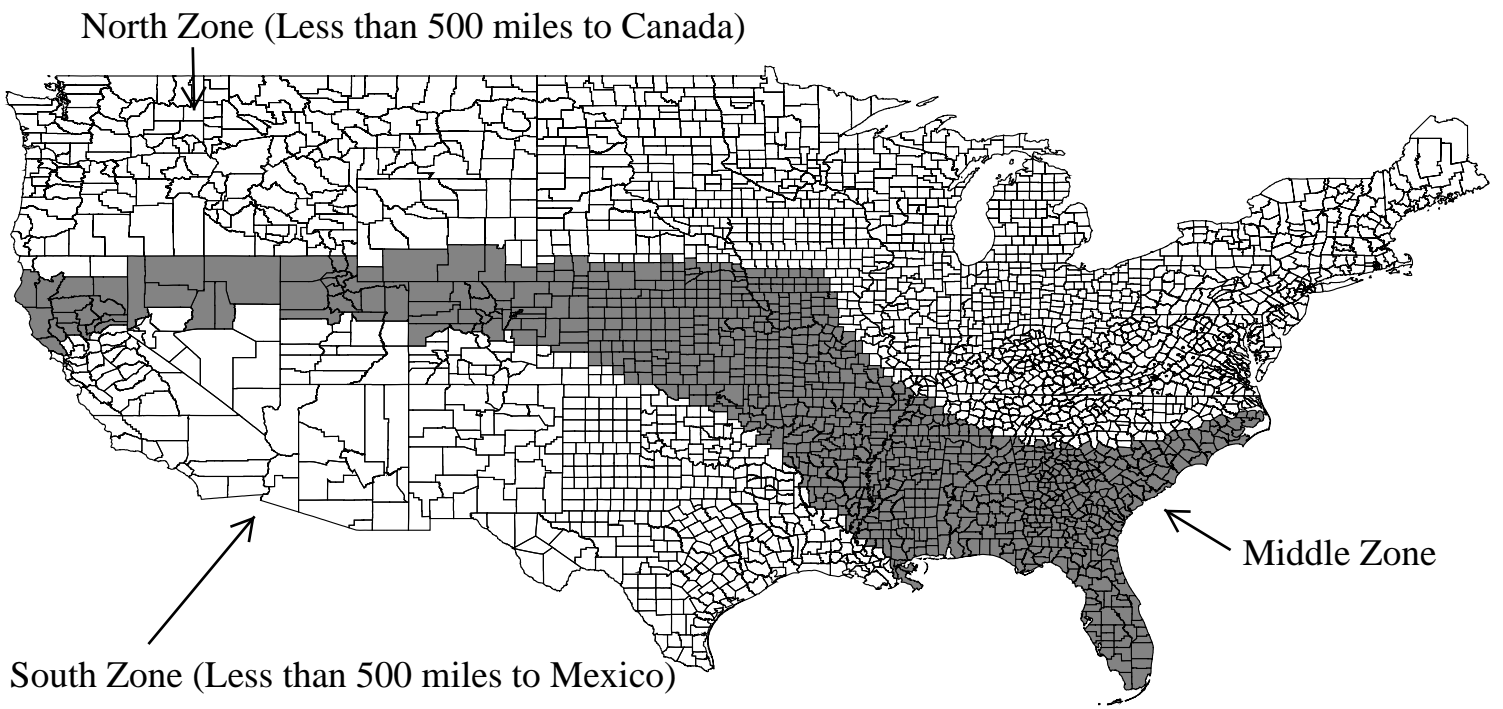 North Zone (Less than 500 miles to Canada)
Middle Zone
South Zone (Less than 500 miles to Mexico)